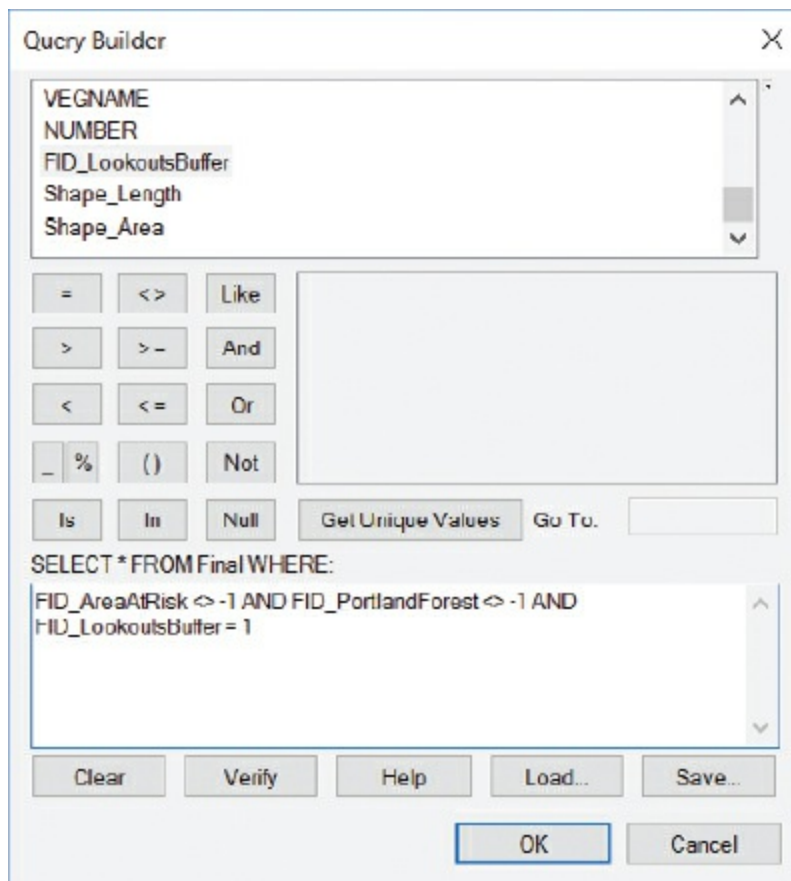 Query Builder
VEGNAME
NUMBER
FID_LookoutsBuffer
Shape_Length
Shape_Area
= <> Like
> >= And
< <= Or
_ % () Not
Is In Null Get Unique Values Go To:
SELECT * FROM Final WHERE:
FID_AreaAtRisk <> -1 AND FID_PortlandForest <> -1 AND
FID_LookoutsBuffer = 1
Clear Verify Help Load... Save...
OK Cancel